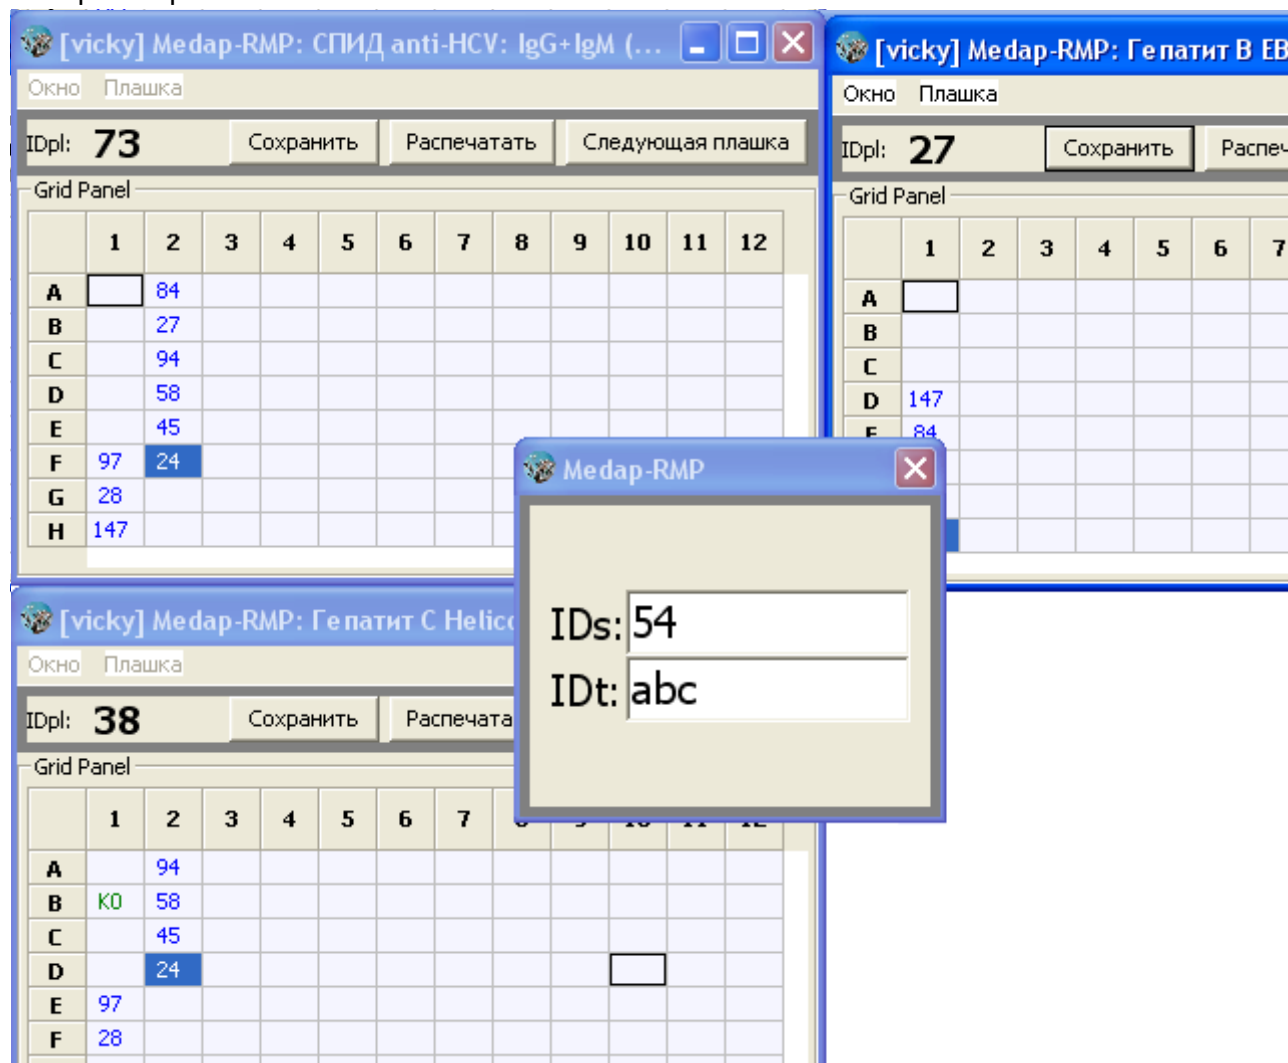 [vicky] Medap-RMP: СПИД anti-HCV: IgG+IgM (...
Окно Плашка
IDpl: 73 Сохранить Распечатать Следующая плашка
Grid Panel
1 2 3 4 5 6 7 8 9 10 11 12
A 84
B 27
C 94
D 58
E 45
F 97 24
G 28
H 147
[vicky] Medap-RMP: Гепатит B EB
Окно Плашка
IDpl: 27 Сохранить Распеч
Grid Panel
1 2 3 4 5 6 7
A
B
C
D 147
E 84
Medap-RMP
IDs: 54
IDt: abc
[vicky] Medap-RMP: Гепатит C Helic
Окно Плашка
IDpl: 38 Сохранить Распечата
Grid Panel
1 2 3 4 5 6 7
A 94
B K0 58
C 45
D 24
E 97
F 28